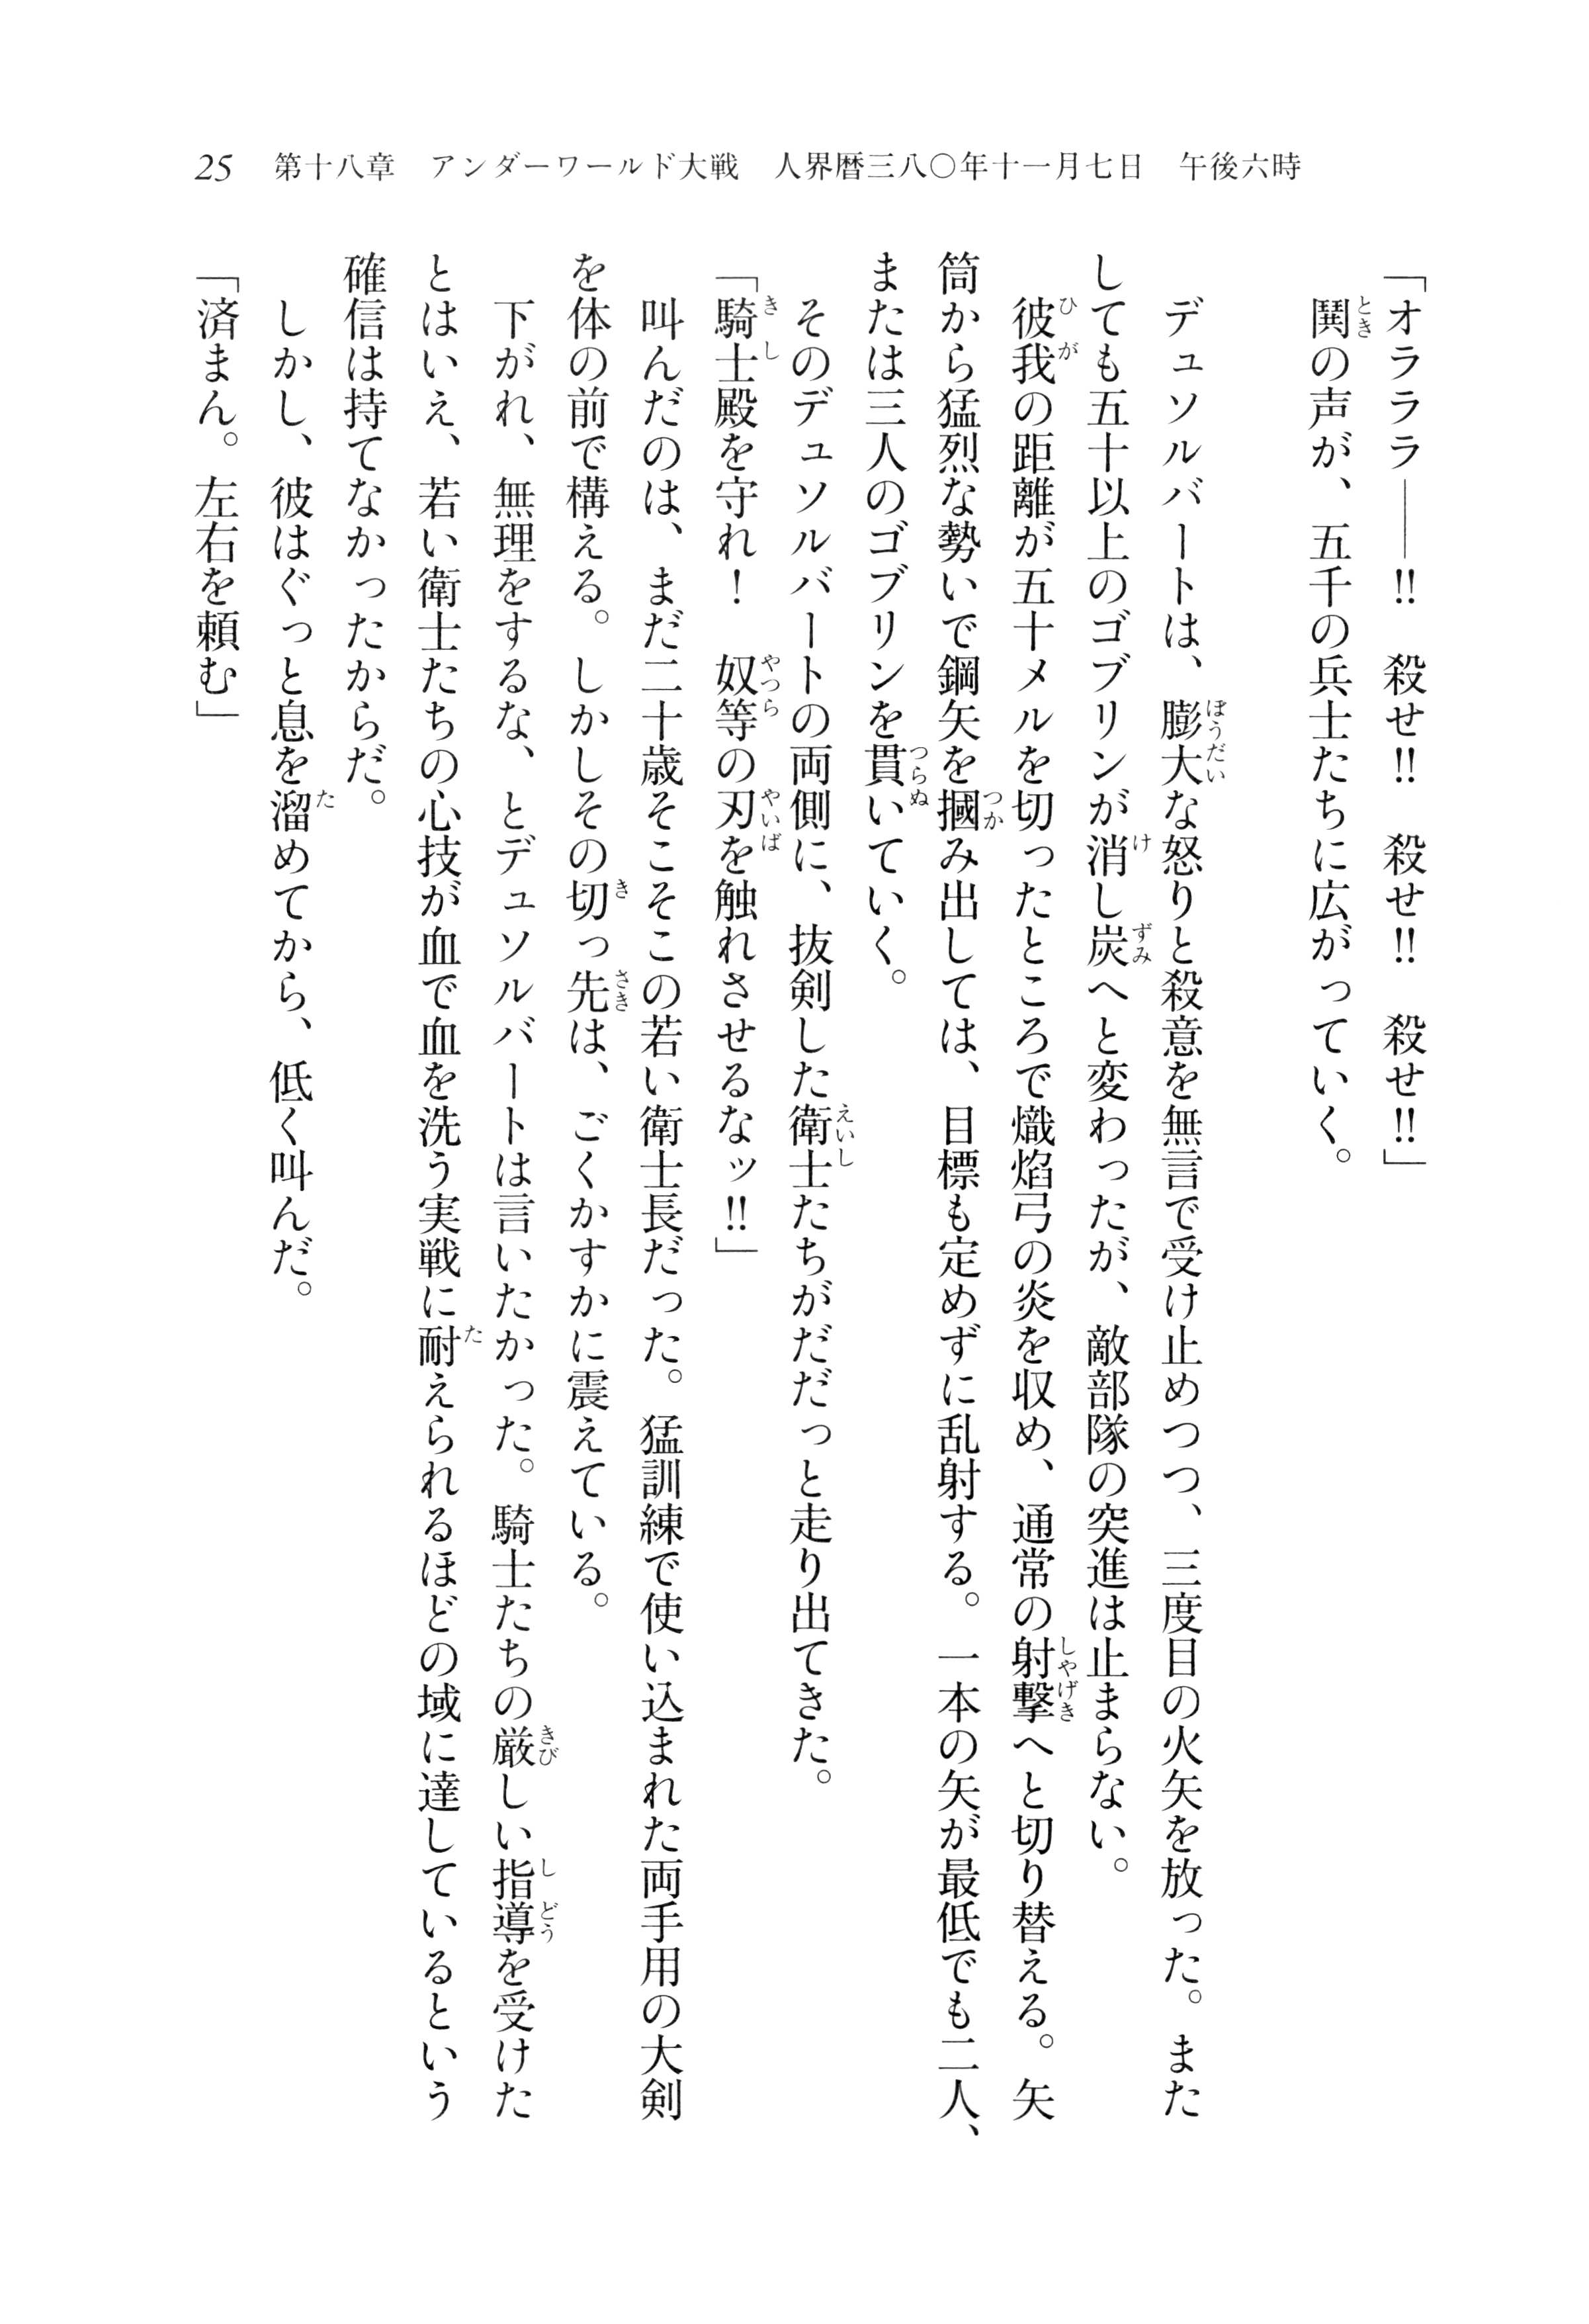 25　第十八章　アンダーワールド大戦　人界暦三八〇年十一月七日　午後六時
「オラララ――!!　殺せ!!　殺せ!!　殺せ!!」
鬨の声が、五千の兵士たちに広がっていく。
デュソルバートは、膨大な怒りと殺意を無言で受け止めつつ、三度目の火矢を放った。また
しても五十以上のゴブリンが消し炭へと変わったが、敵部隊の突進は止まらない。
彼我の距離が五十メルを切ったところで熾焰弓の炎を収め、通常の射撃へと切り替える。矢
筒から猛烈な勢いで鋼矢を摑み出しては、目標も定めずに乱射する。一本の矢が最低でも二人、
または三人のゴブリンを貫いていく。
そのデュソルバートの両側に、抜剣した衛士たちがだだっと走り出てきた。
「騎士殿を守れ！　奴等の刃を触れさせるなッ!!」
叫んだのは、まだ二十歳そこそこの若い衛士長だった。猛訓練で使い込まれた両手用の大剣
を体の前で構える。しかしその切っ先は、ごくかすかに震えている。
下がれ、無理をするな、とデュソルバートは言いたかった。騎士たちの厳しい指導を受けた
とはいえ、若い衛士たちの心技が血で血を洗う実戦に耐えられるほどの域に達しているという
確信は持てなかったからだ。
しかし、彼はぐっと息を溜めてから、低く叫んだ。
「済まん。左右を頼む」